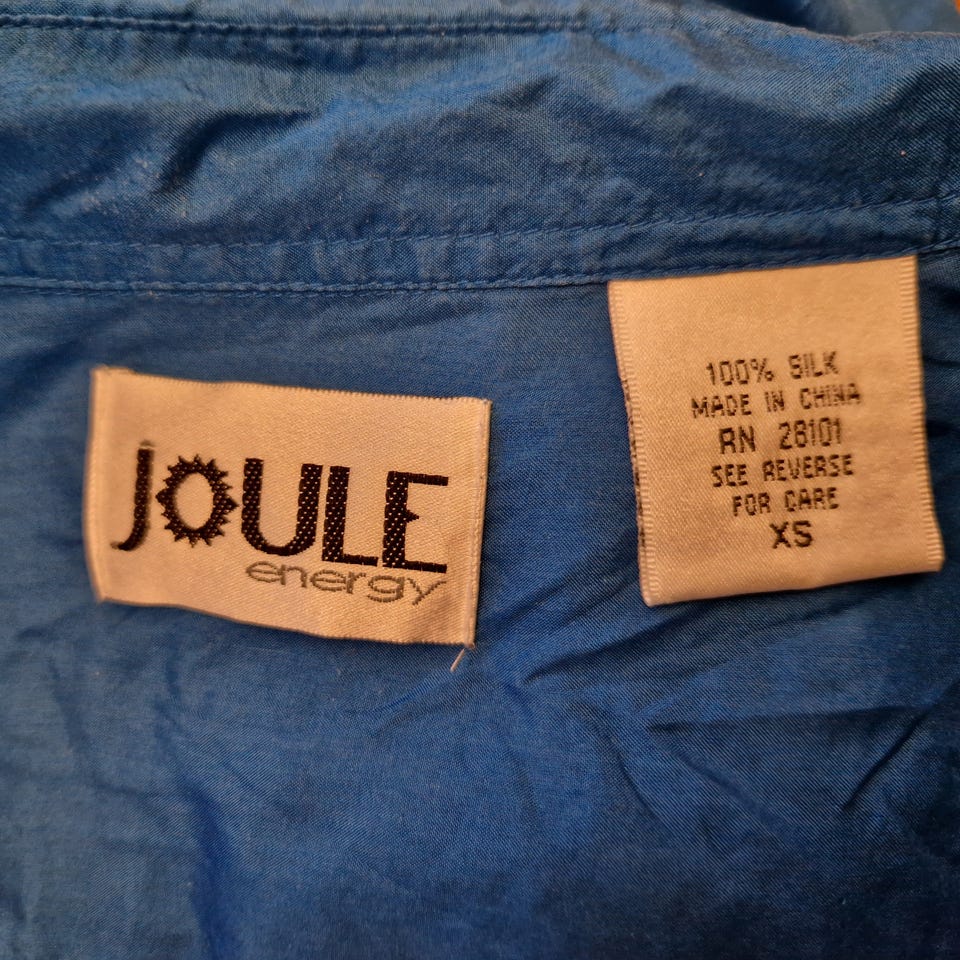 JOULE
energy
100% SILK
MADE IN CHINA
RN 28101
SEE REVERSE
FOR CARE
XS